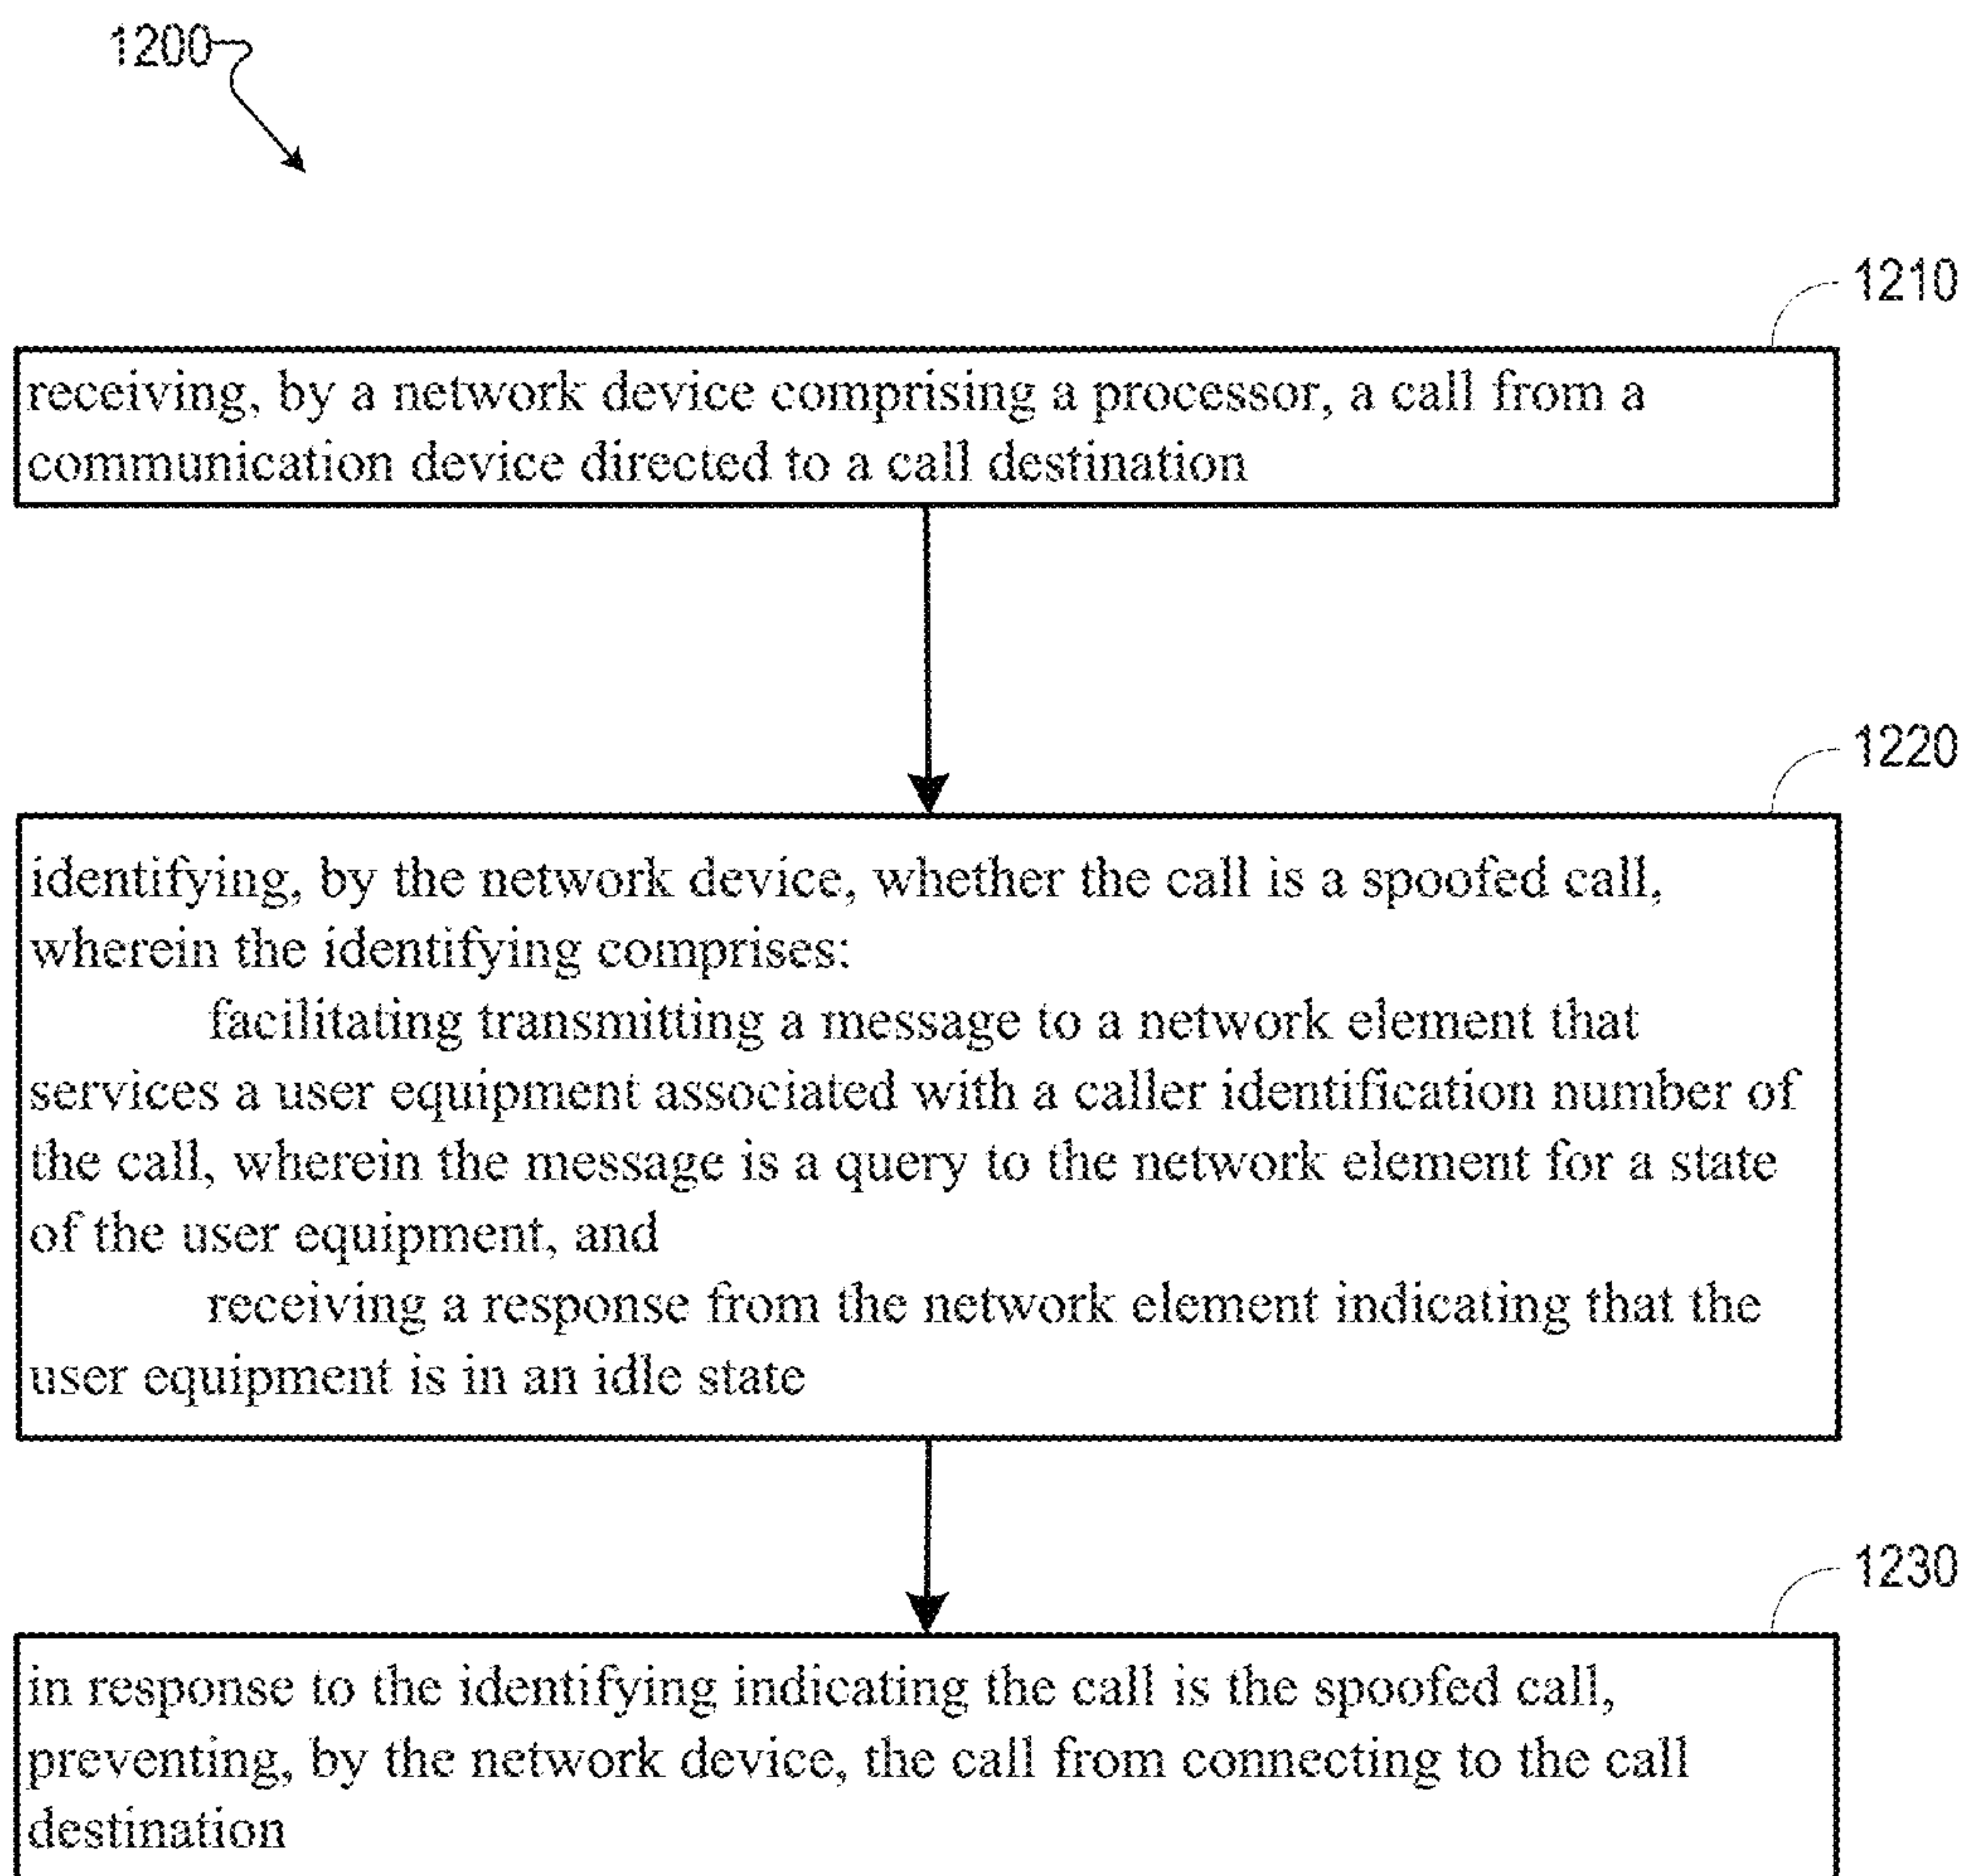 1200
1210
receiving, by a network device comprising a processor, a call from a
communication device directed to a call destination
1220
identifying, by the network device, whether the call is a spoofed call,
wherein the identifying comprises:
facilitating transmitting a message to a network element that
services a user equipment associated with a caller identification number of
the call, wherein the message is a query to the network element for a state
of the user equipment, and
receiving a response from the network element indicating that the
user equipment is in an idle state
1230
in response to the identifying indicating the call is the spoofed call,
preventing, by the network device, the call from connecting to the call
destination